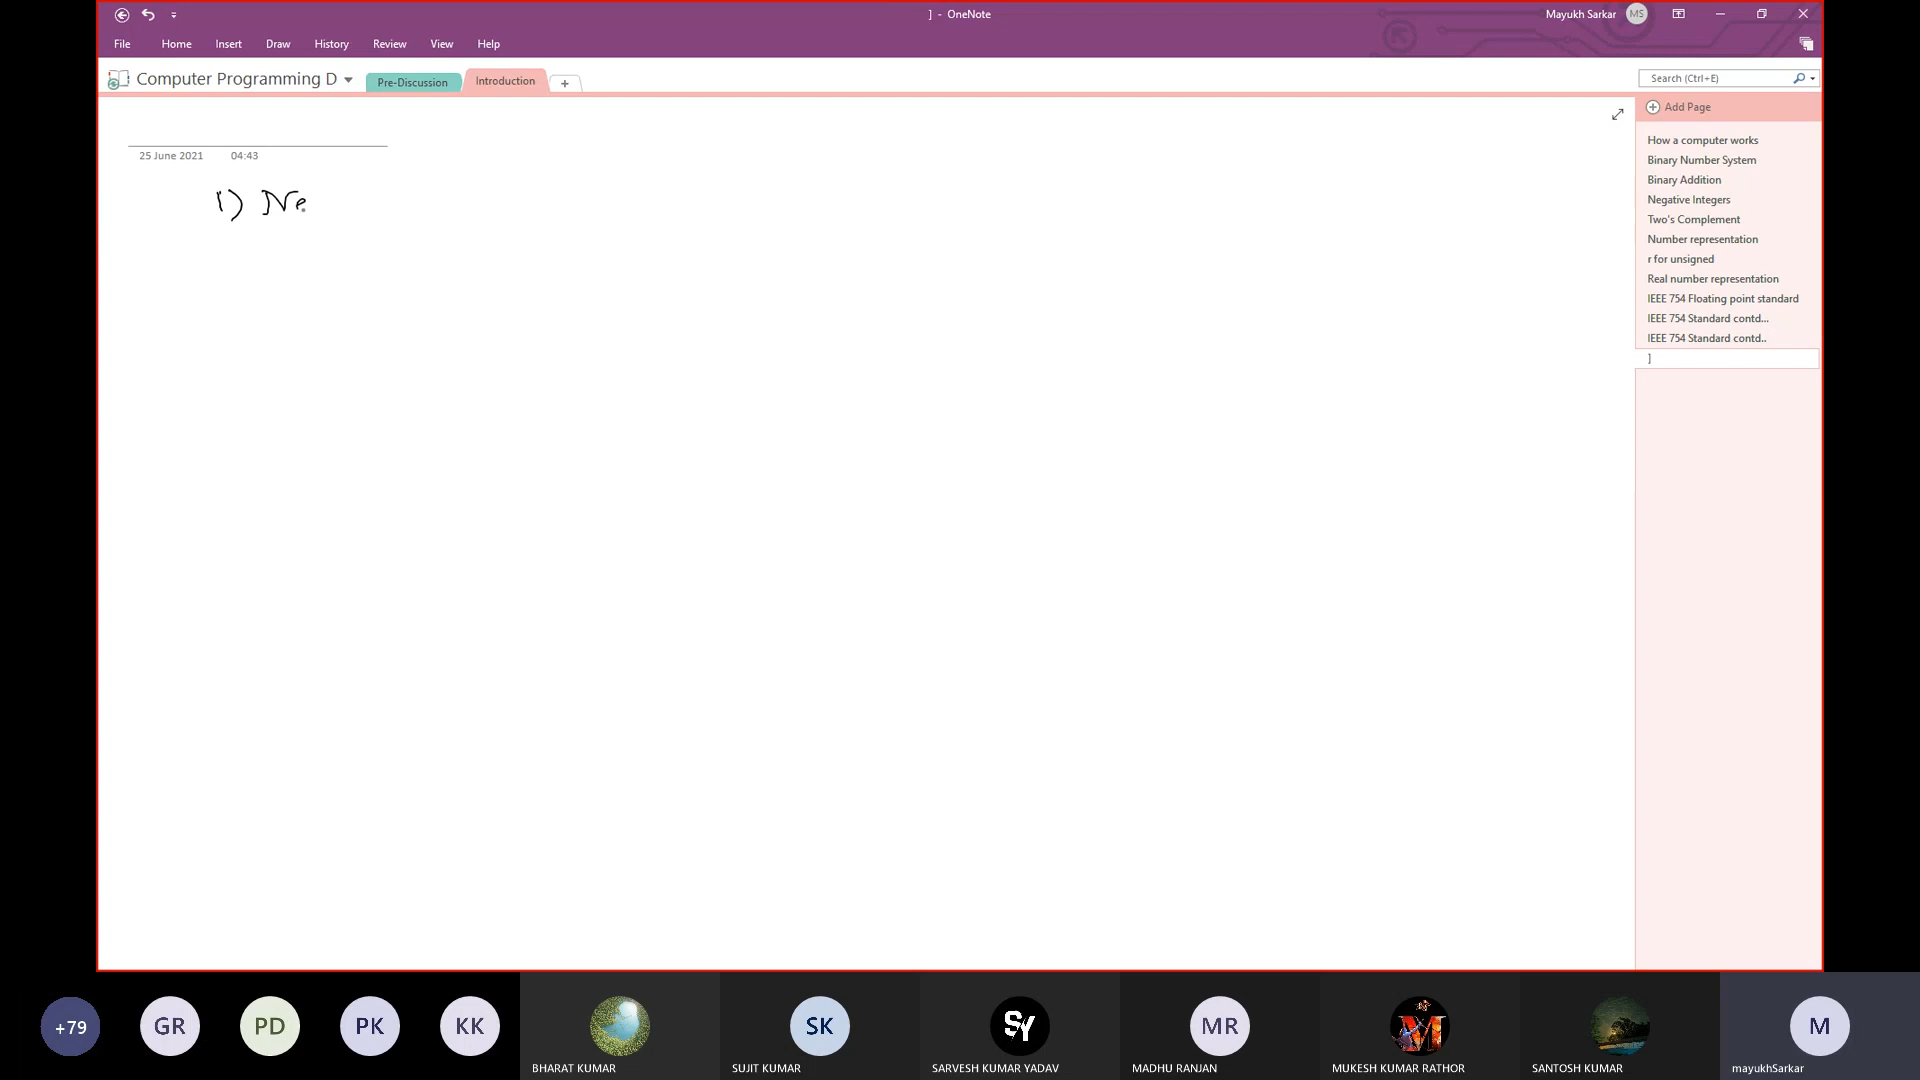 ] - OneNote
Mayukh Sarkar
MS
File
Home
Insert
Draw
History
Review
View
Help
Computer Programming D
Pre-Discussion
Introduction
+
Search (Ctrl+E)
Add Page
25 June 2021 04:43
1) Ne
How a computer works
Binary Number System
Binary Addition
Negative Integers
Two's Complement
Number representation
r for unsigned
Real number representation
IEEE 754 Floating point standard
IEEE 754 Standard contd...
IEEE 754 Standard contd..
]
+79
GR
PD
PK
KK
BHARAT KUMAR
SK
SUJIT KUMAR
SY
SARVESH KUMAR YADAV
MR
MADHU RANJAN
M
MUKESH KUMAR RATHOR
SANTOSH KUMAR
M
mayukhSarkar